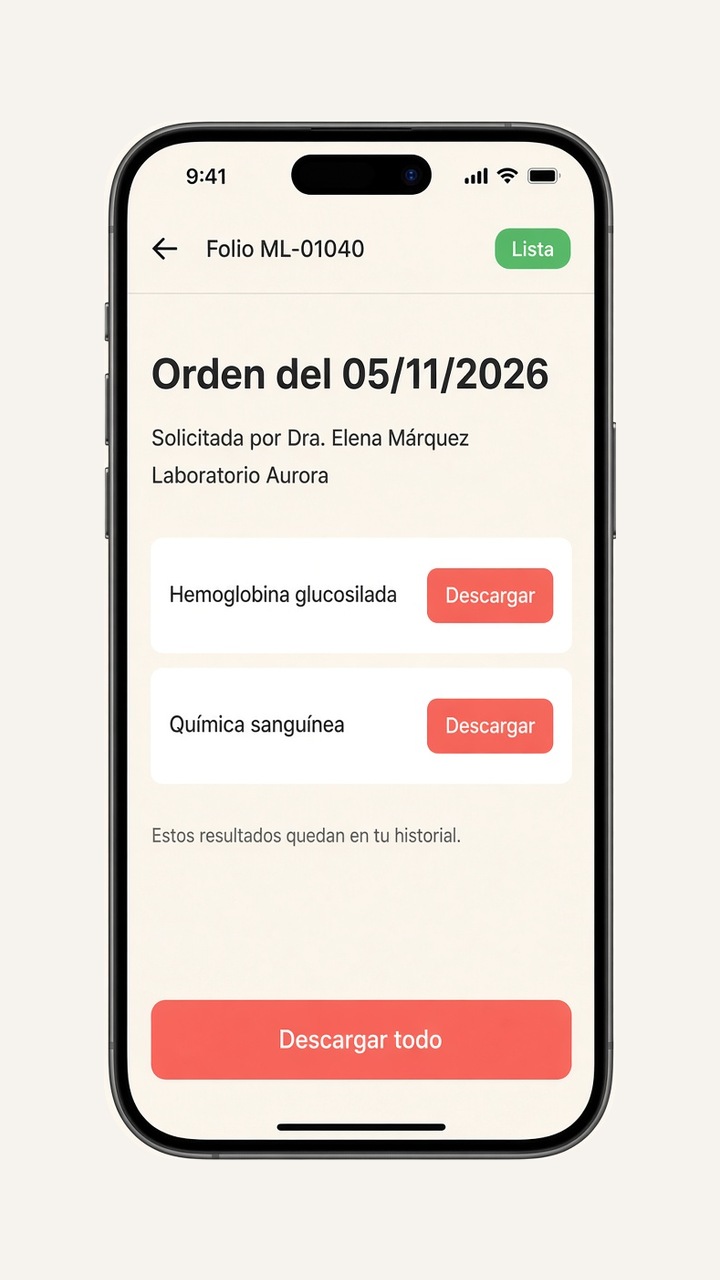 9:41
Folio ML-01040
Lista
Orden del 05/11/2026
Solicitada por Dra. Elena Márquez
Laboratorio Aurora
Hemoglobina glucosilada
Descargar
Química sanguínea
Descargar
Estos resultados quedan en tu historial.
Descargar todo